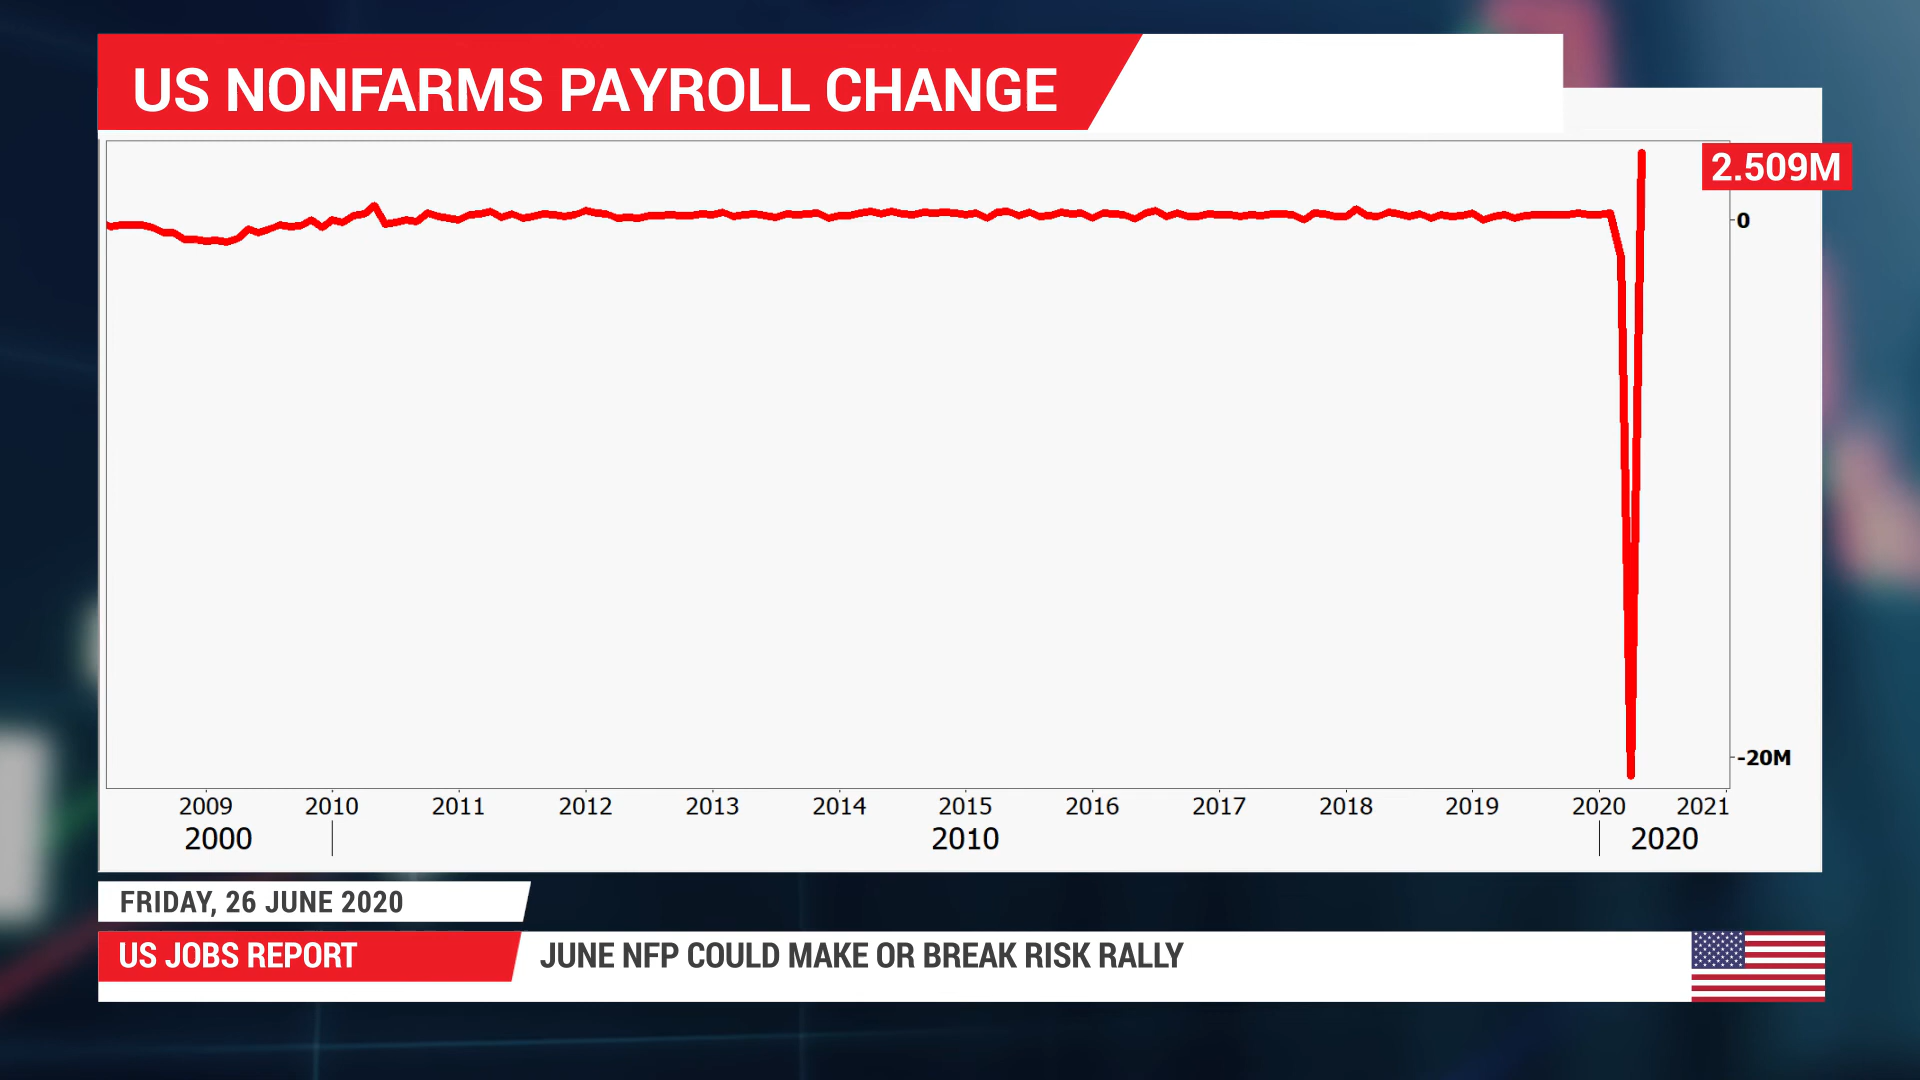 US NONFARMS PAYROLL CHANGE
2.509M
0
-20M
2009 2010 2011 2012 2013 2014 2015 2016 2017 2018 2019 2020 2021
2000 2010 2020
FRIDAY, 26 JUNE 2020
US JOBS REPORT
JUNE NFP COULD MAKE OR BREAK RISK RALLY